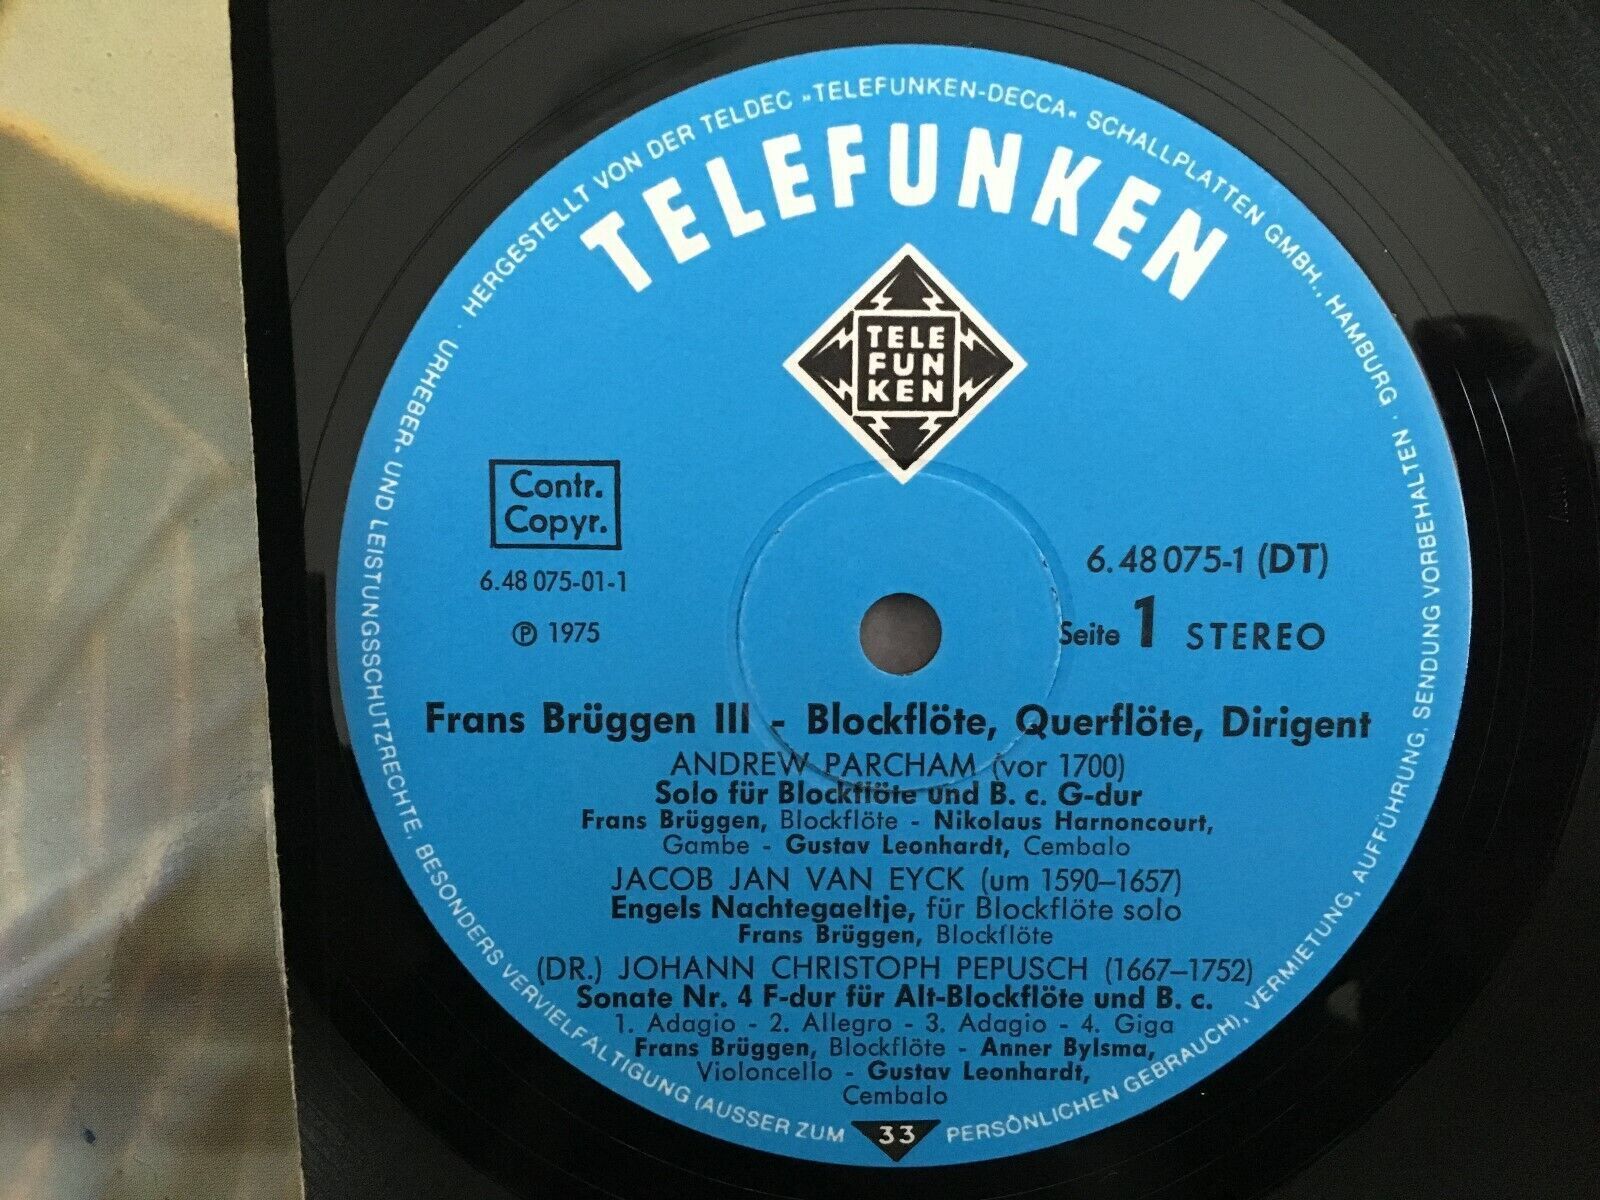 URHEBER- UND LEISTUNGSSCHUTZRECHTE, BESONDERS VERVIELFALTIGUNG (AUSSER ZUM PERSÖNLICHEN GEBRAUCH), VERMIETUNG, AUFFÜHRUNG, SENDUNG VORBEHALTEN
· HERGESTELLT VON DER TELDEC »TELEFUNKEN-DECCA« SCHALLPLATTEN GMBH., HAMBURG ·
TELEFUNKEN
TELE
FUN
KEN
Contr.
Copyr.
6.48 075-01-1
℗ 1975
6.48 075-1 (DT)
Seite 1 STEREO
Frans Brüggen III - Blockflöte, Querflöte, Dirigent
ANDREW PARCHAM (vor 1700)
Solo für Blockflöte und B. c. G-dur
Frans Brüggen, Blockflöte - Nikolaus Harnoncourt,
Gambe - Gustav Leonhardt, Cembalo
JACOB JAN VAN EYCK (um 1590–1657)
Engels Nachtegaeltje, für Blockflöte solo
Frans Brüggen, Blockflöte
(DR.) JOHANN CHRISTOPH PEPUSCH (1667–1752)
Sonate Nr. 4 F-dur für Alt-Blockflöte und B. c.
1. Adagio - 2. Allegro - 3. Adagio - 4. Giga
Frans Brüggen, Blockflöte - Anner Bylsma,
Violoncello - Gustav Leonhardt,
Cembalo
33